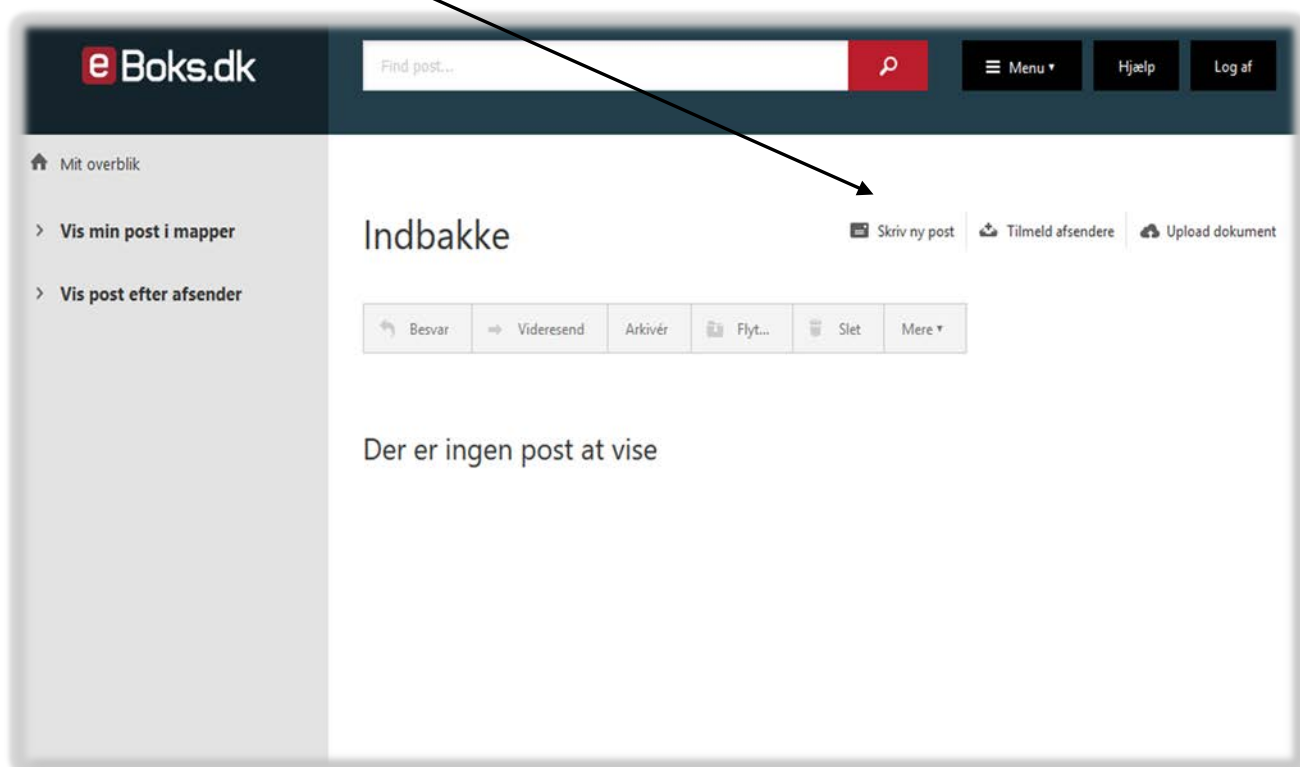 e Boks.dk
Find post...
Menu
Hjælp
Log af
Mit overblik
Vis min post i mapper
Vis post efter afsender
Indbakke
Skriv ny post
Tilmeld afsendere
Upload dokument
Besvar
Videresend
Arkivér
Flyt...
Slet
Mere
Der er ingen post at vise